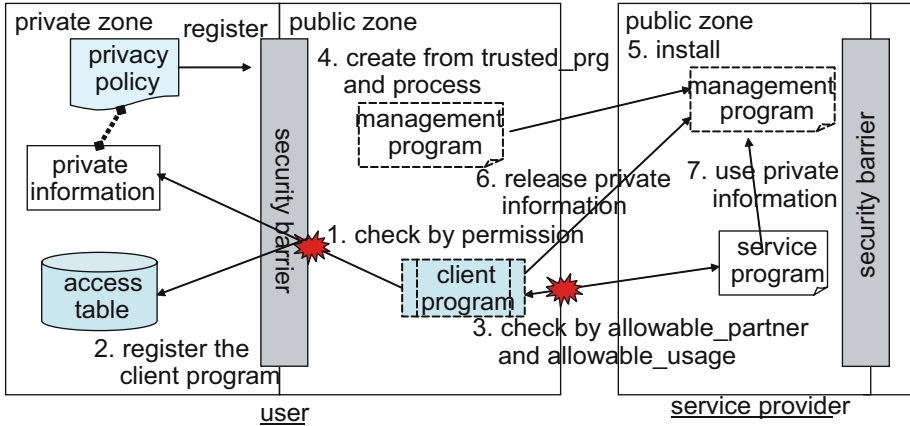 private zone
public zone
public zone
register
privacy
policy
4. create from trusted_prg
and process
5. install
management
program
management
program
security barrier
security barrier
private
information
6. release private
information
7. use private
information
1. check by permission
access
table
client
program
service
program
2. register the
client program
3. check by allowable_partner
and allowable_usage
user
service provider